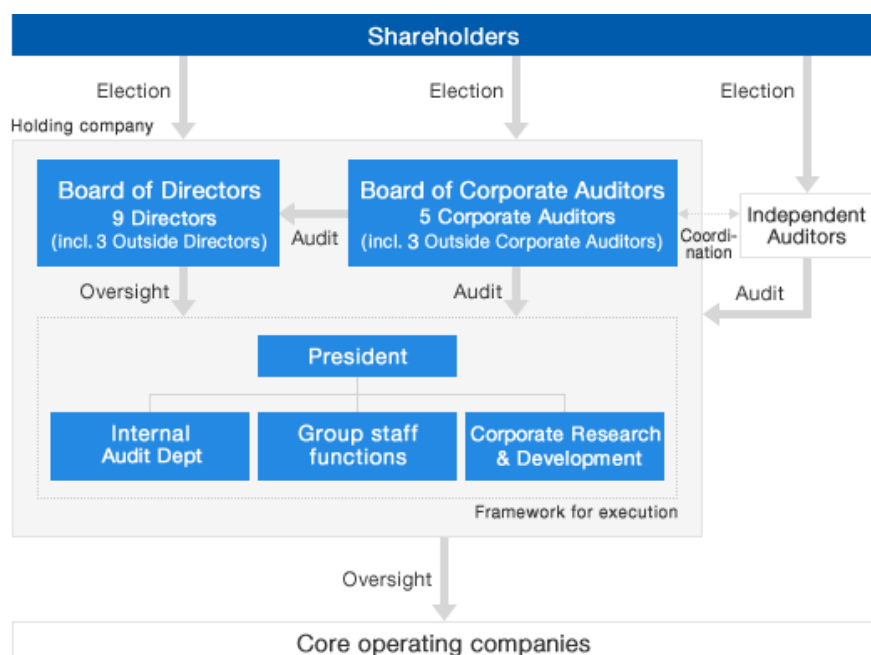 Shareholders
Election
Election
Election
Holding company
Board of Directors
9 Directors
(incl. 3 Outside Directors)
Audit
Board of Corporate Auditors
5 Corporate Auditors
(incl. 3 Outside Corporate Auditors)
Coordi-
nation
Independent
Auditors
Oversight
Audit
Audit
President
Internal
Audit Dept
Group staff
functions
Corporate Research
& Development
Framework for execution
Oversight
Core operating companies